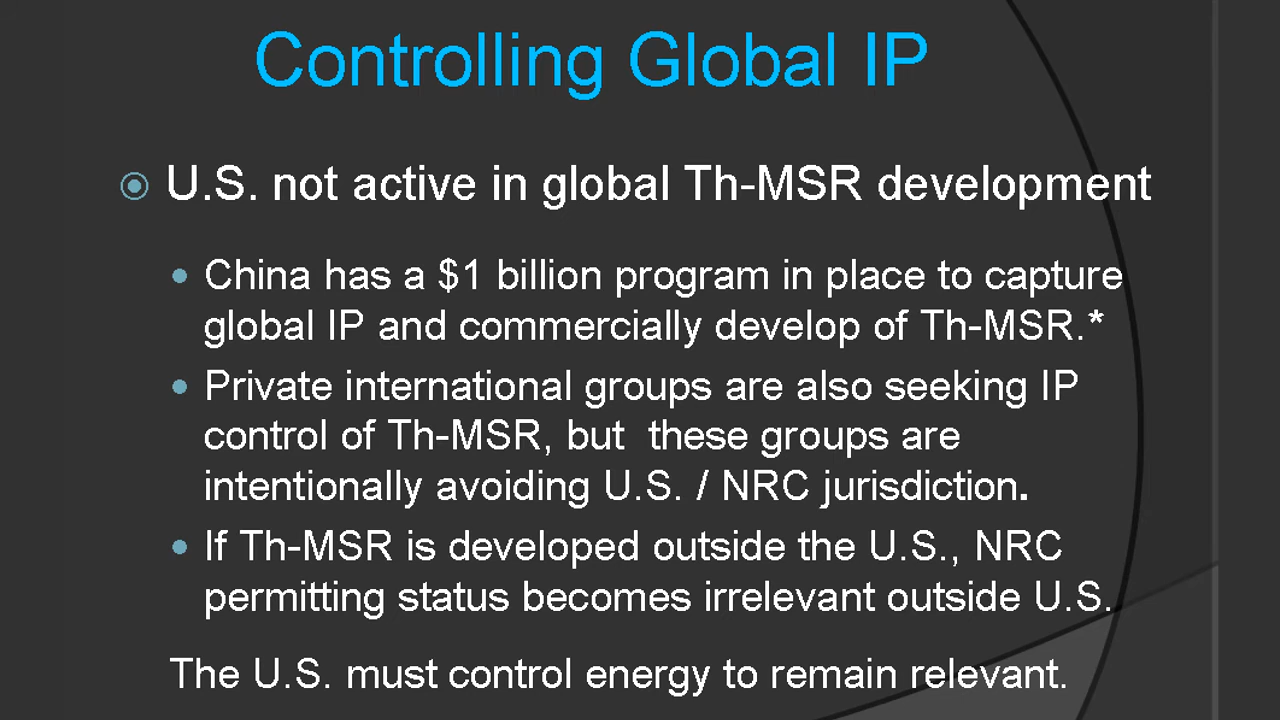 Controlling Global IP
U.S. not active in global Th-MSR development
China has a $1 billion program in place to capture
global IP and commercially develop of Th-MSR.*
Private international groups are also seeking IP
control of Th-MSR, but  these groups are
intentionally avoiding U.S. / NRC jurisdiction.
If Th-MSR is developed outside the U.S., NRC
permitting status becomes irrelevant outside U.S.
The U.S. must control energy to remain relevant.